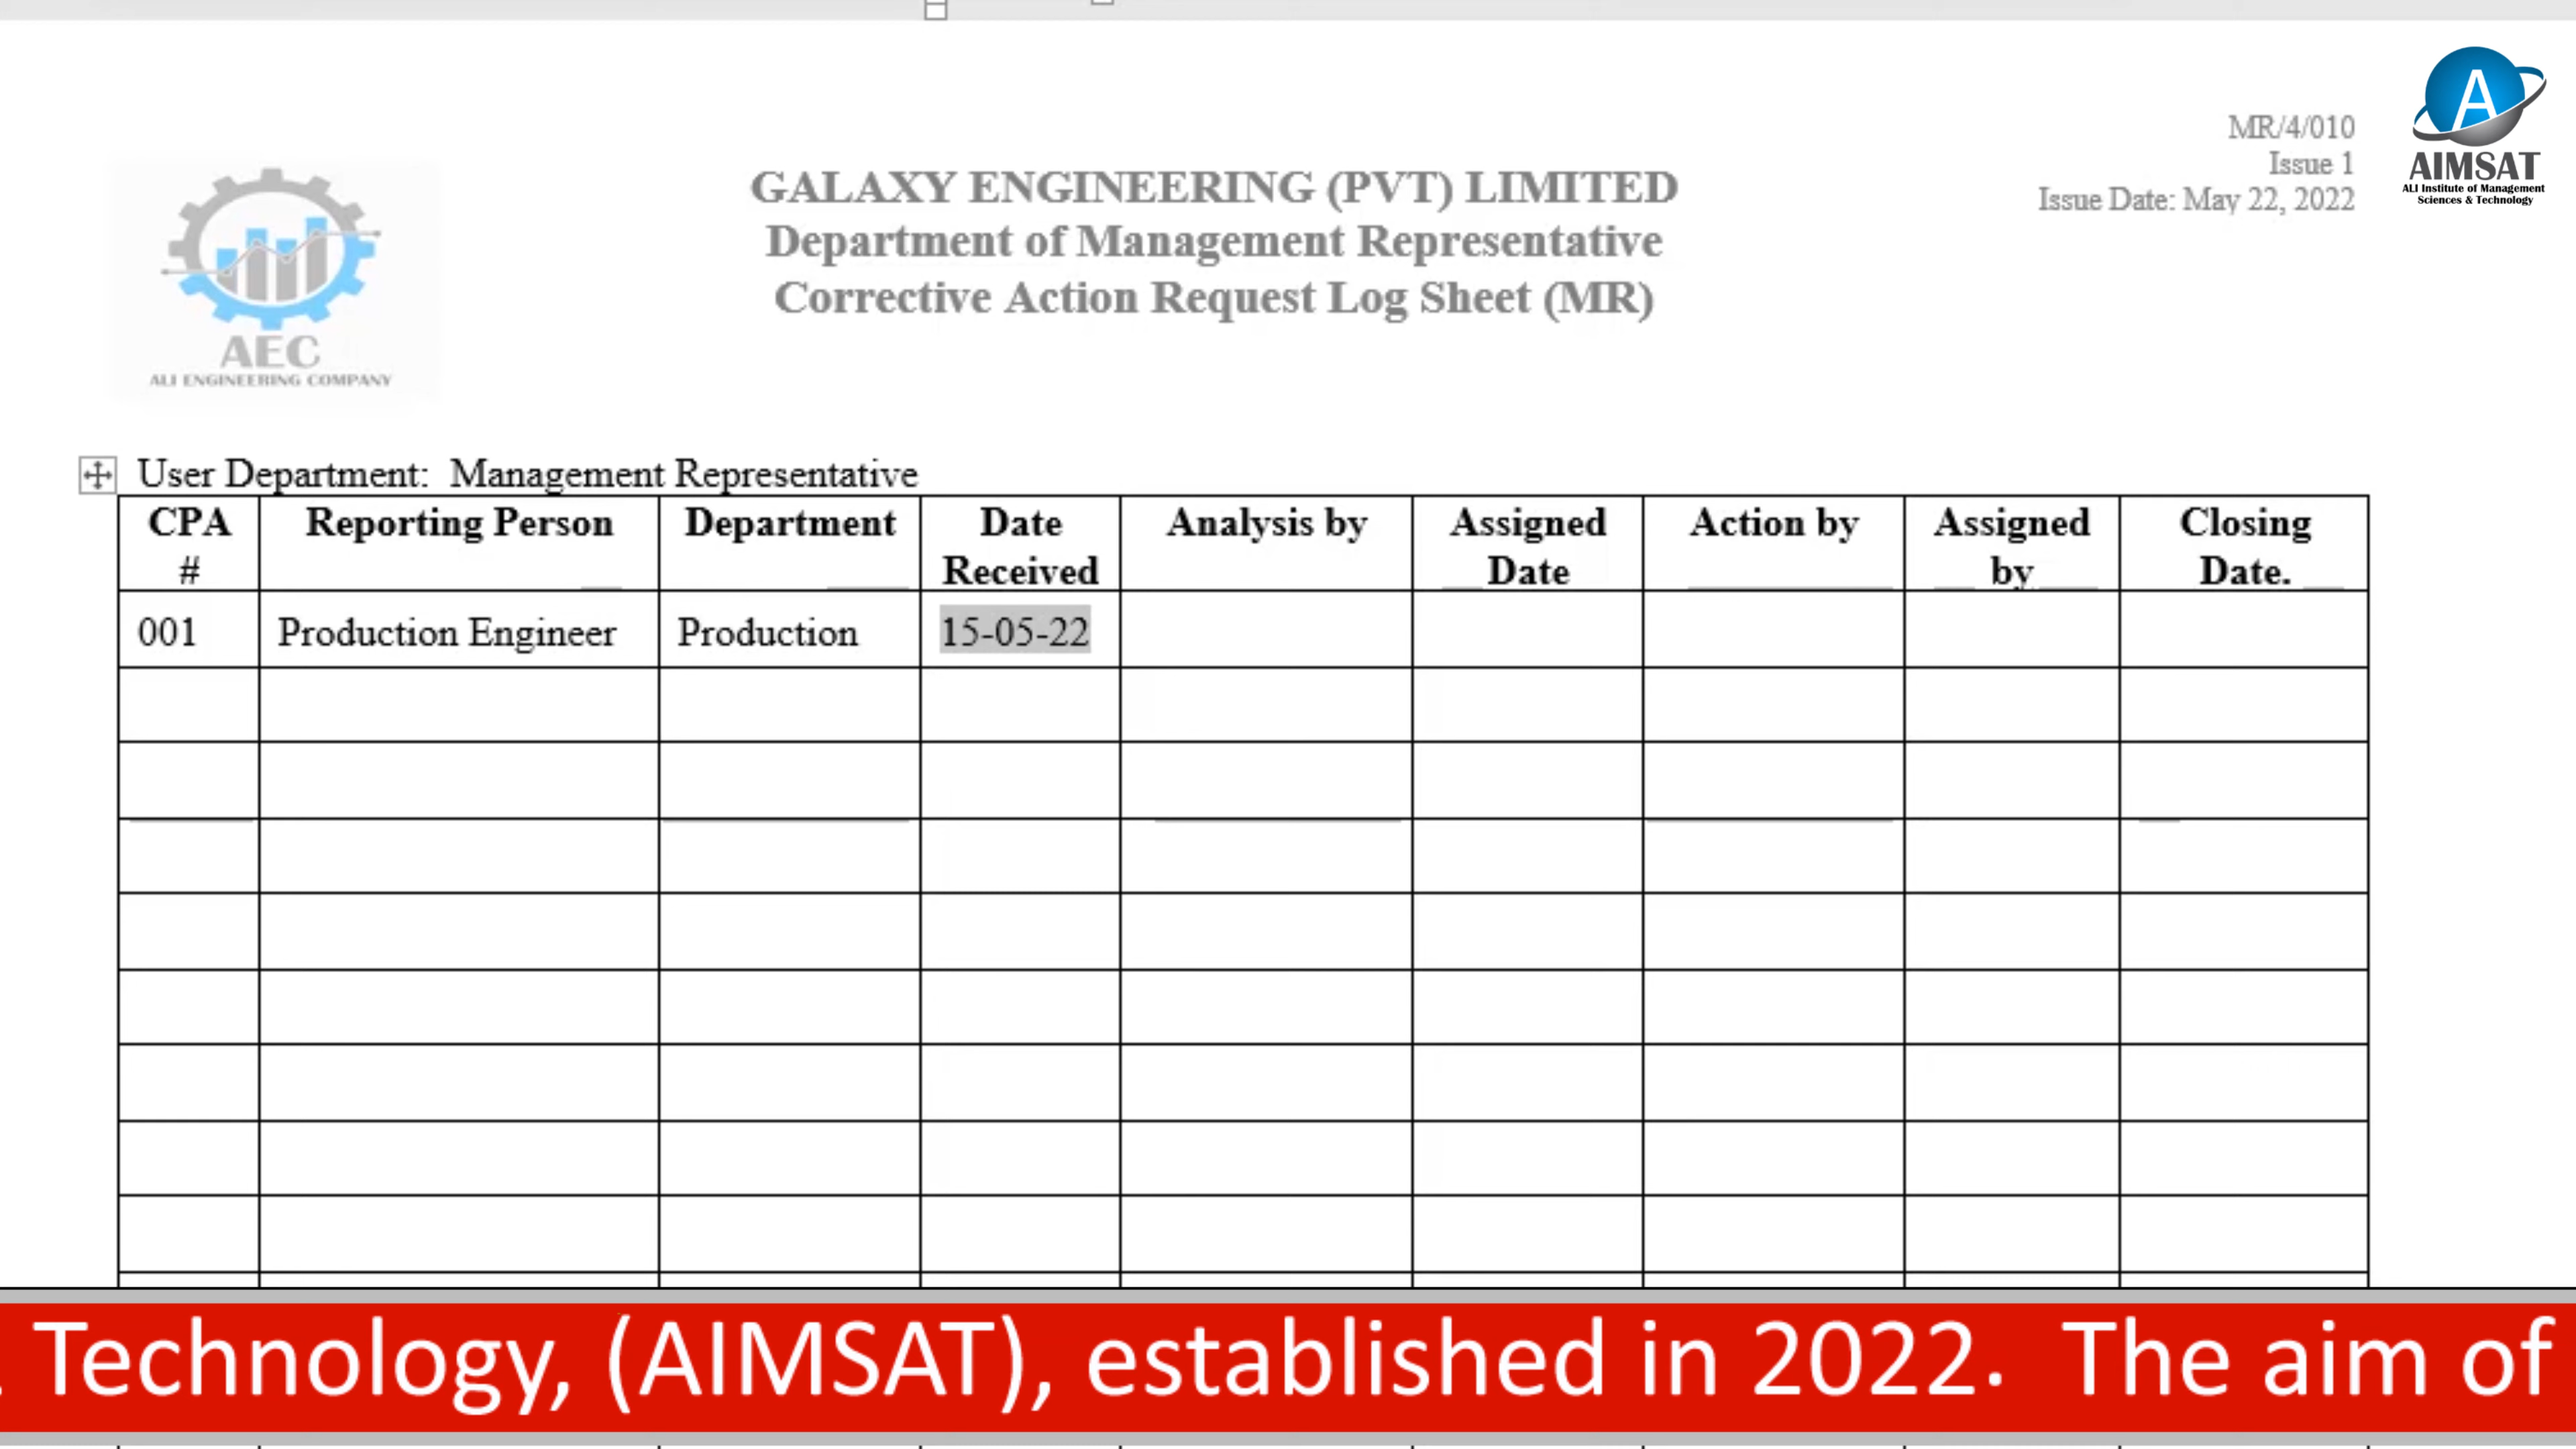 MR/4/010
Issue 1
Issue Date: May 22, 2022
A
AIMSAT
ALI Institute of Management
Sciences & Technology
GALAXY ENGINEERING (PVT) LIMITED
Department of Management Representative
Corrective Action Request Log Sheet (MR)
AEC
ALI ENGINEERING COMPANY
User Department: Management Representative
CPA # Reporting Person Department Date Received Analysis by Assigned Date Action by Assigned by Closing Date.
001 Production Engineer Production 15-05-22
Technology, (AIMSAT), established in 2022. The aim of